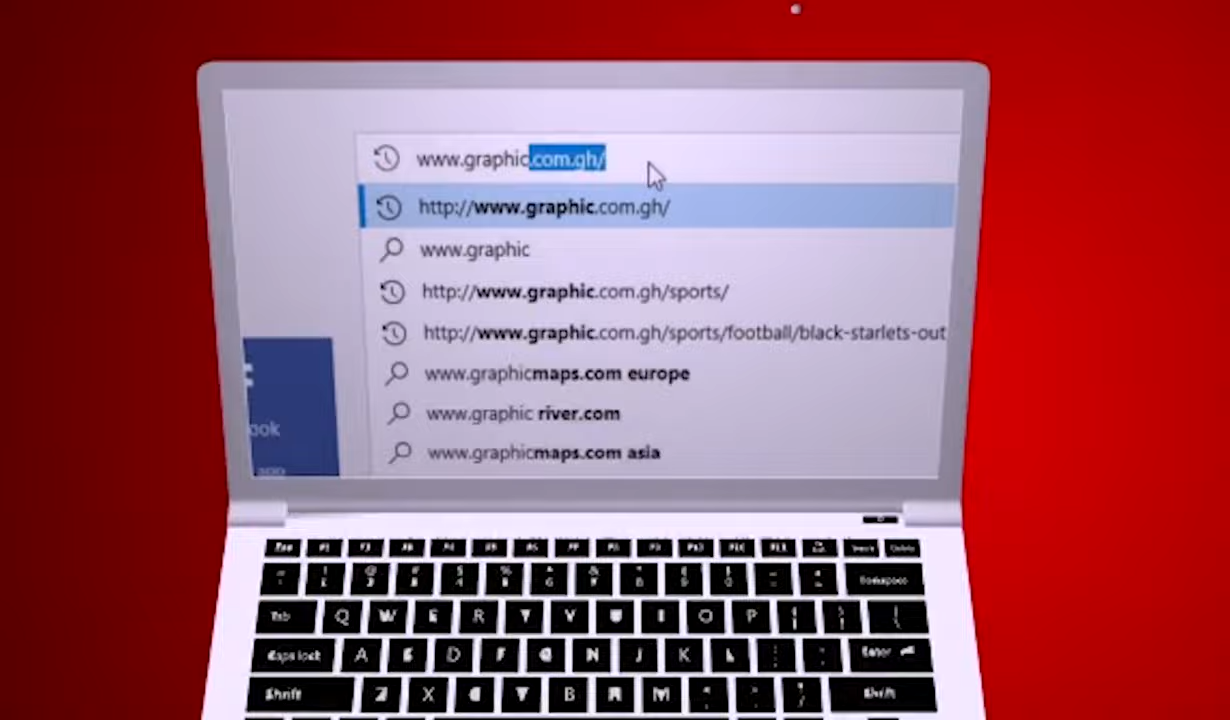 www.graphic.com.gh/
http://www.graphic.com.gh/
www.graphic
http://www.graphic.com.gh/sports/
http://www.graphic.com.gh/sports/football/black-starlets-out
www.graphicmaps.com europe
www.graphic river.com
www.graphicmaps.com asia
ook
app
Tab Q W E R O P
Caps lock A D J K Enter
X B M Shift